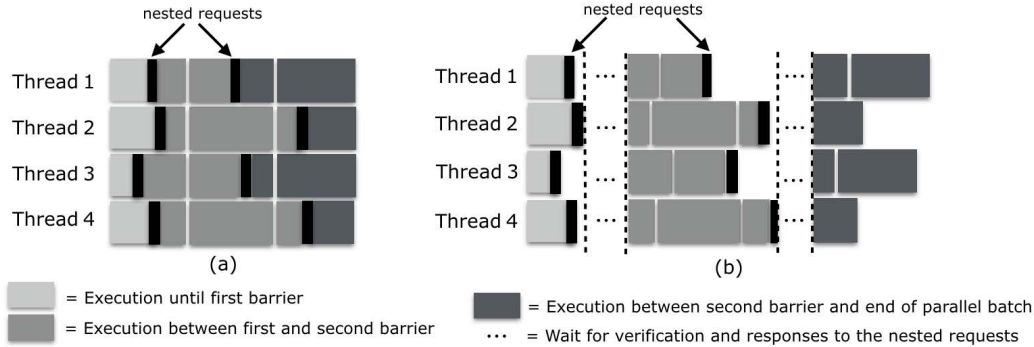 nested requests
nested requests
Thread 1
Thread 2
Thread 3
Thread 4
(a)
Thread 1
...
...
Thread 2
...
...
Thread 3
...
...
Thread 4
...
...
(b)
= Execution until first barrier
= Execution between first and second barrier
= Execution between second barrier and end of parallel batch
... = Wait for verification and responses to the nested requests